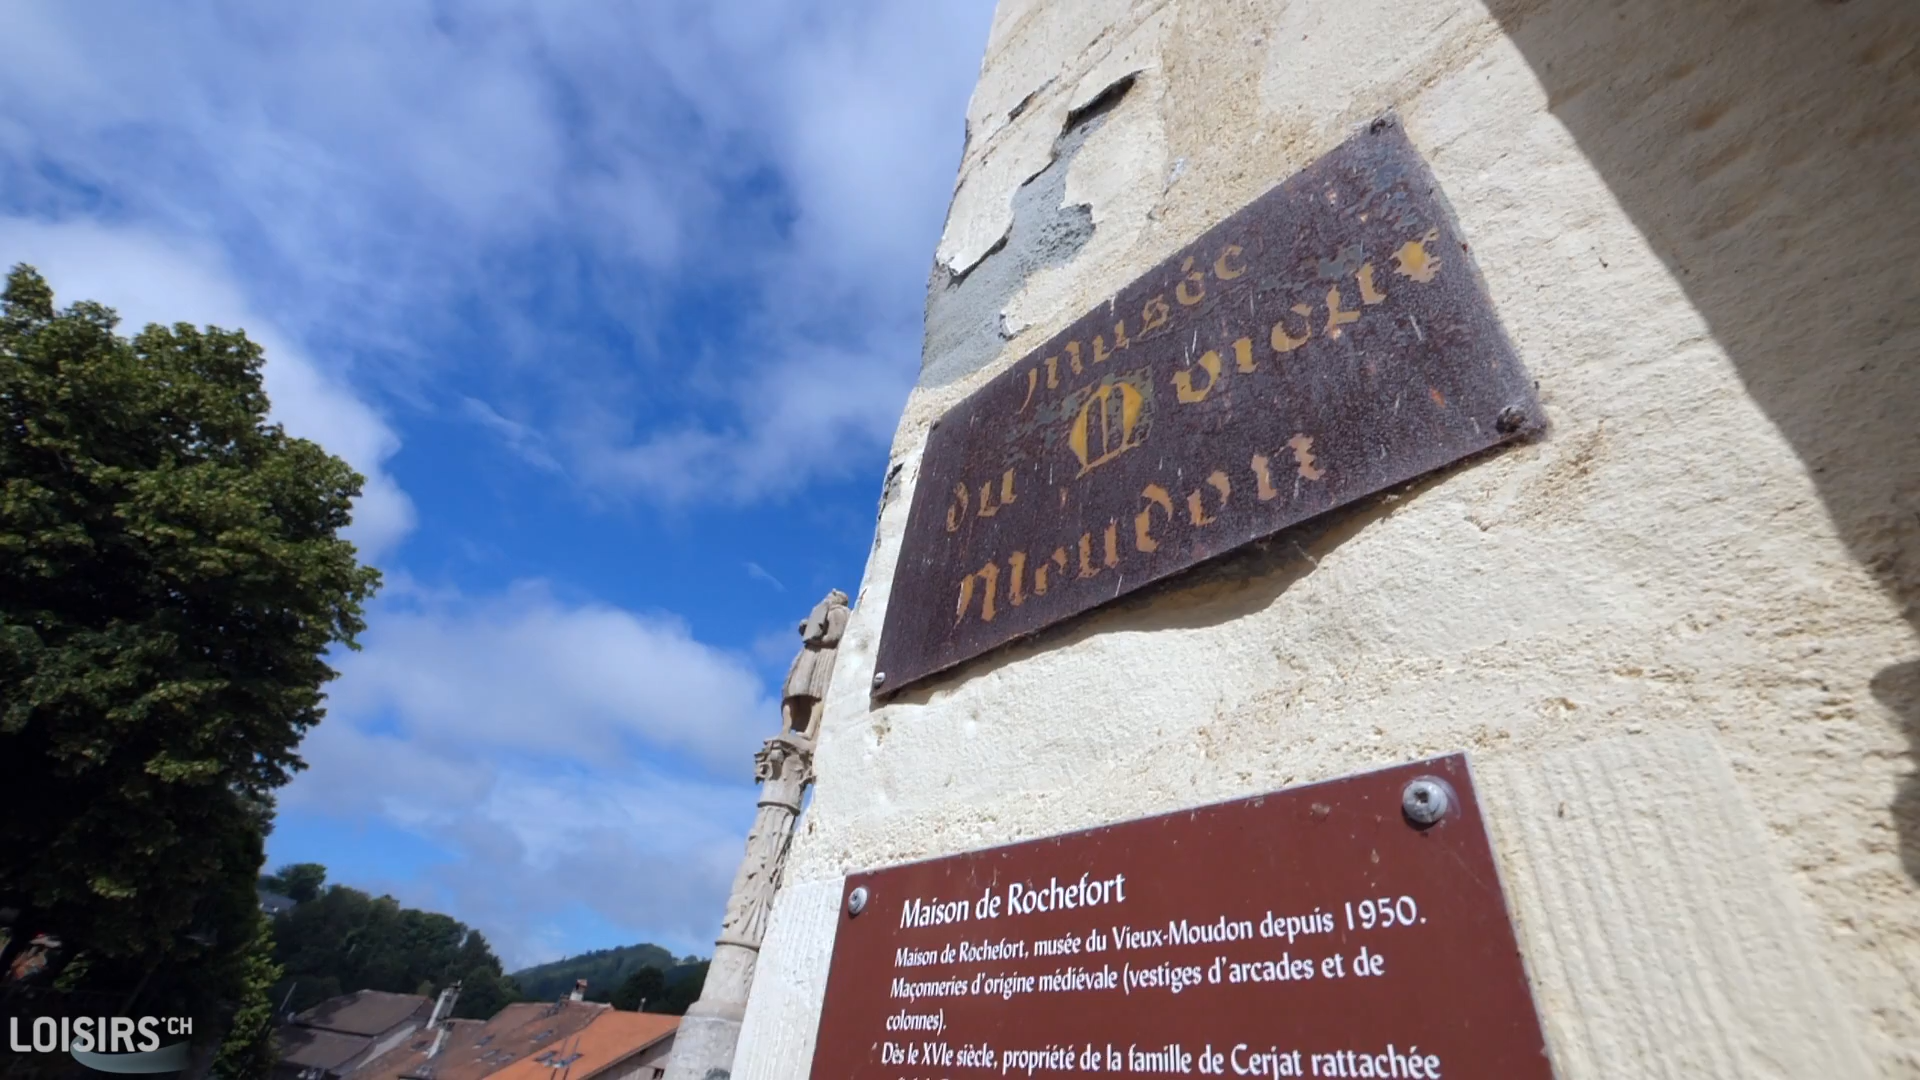 Musée
du Vieux
Moudon
Maison de Rochefort
Maison de Rochefort, musée du Vieux-Moudon depuis 1950.
Maçonneries d'origine médiévale (vestiges d'arcades et de
colonnes).
Dès le XVIe siècle, propriété de la famille de Cerjat rattachée
LOISIRS.CH